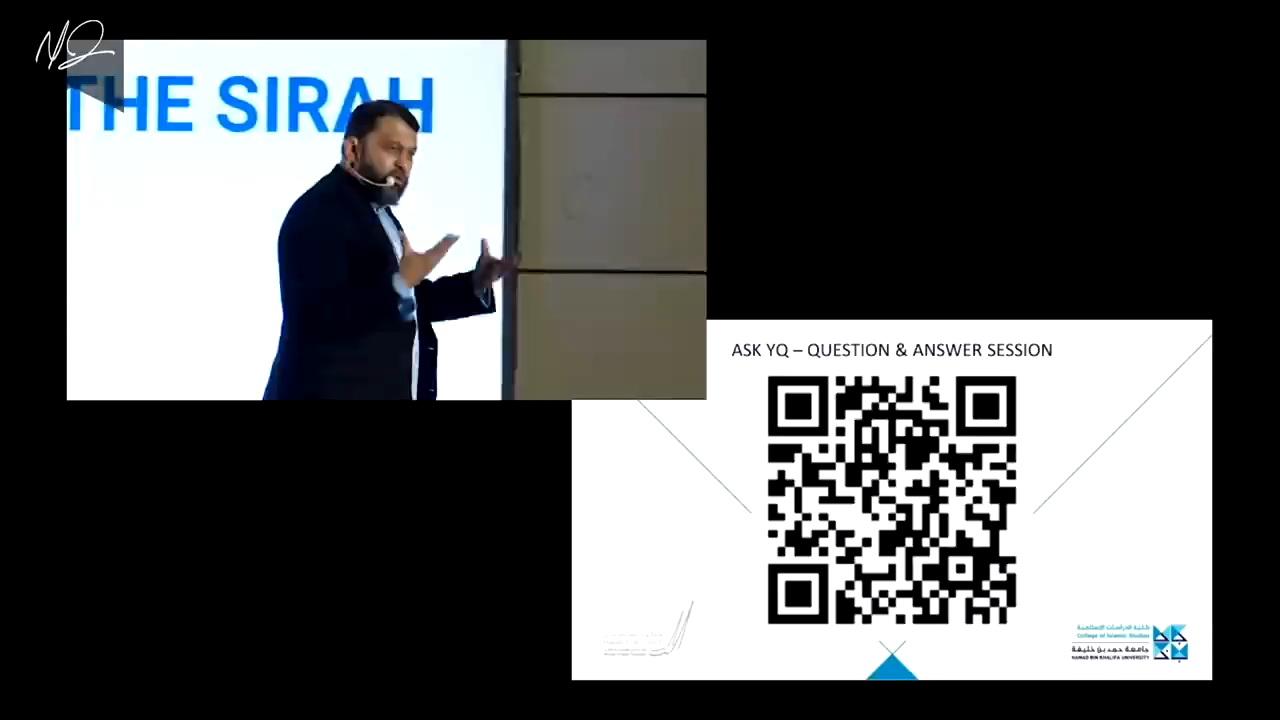 THE SIRAH
ASK YQ – QUESTION & ANSWER SESSION
كلية الدراسات الإسلامية
College of Islamic Studies
جامعة حمد بن خليفة
HAMAD BIN KHALIFA UNIVERSITY